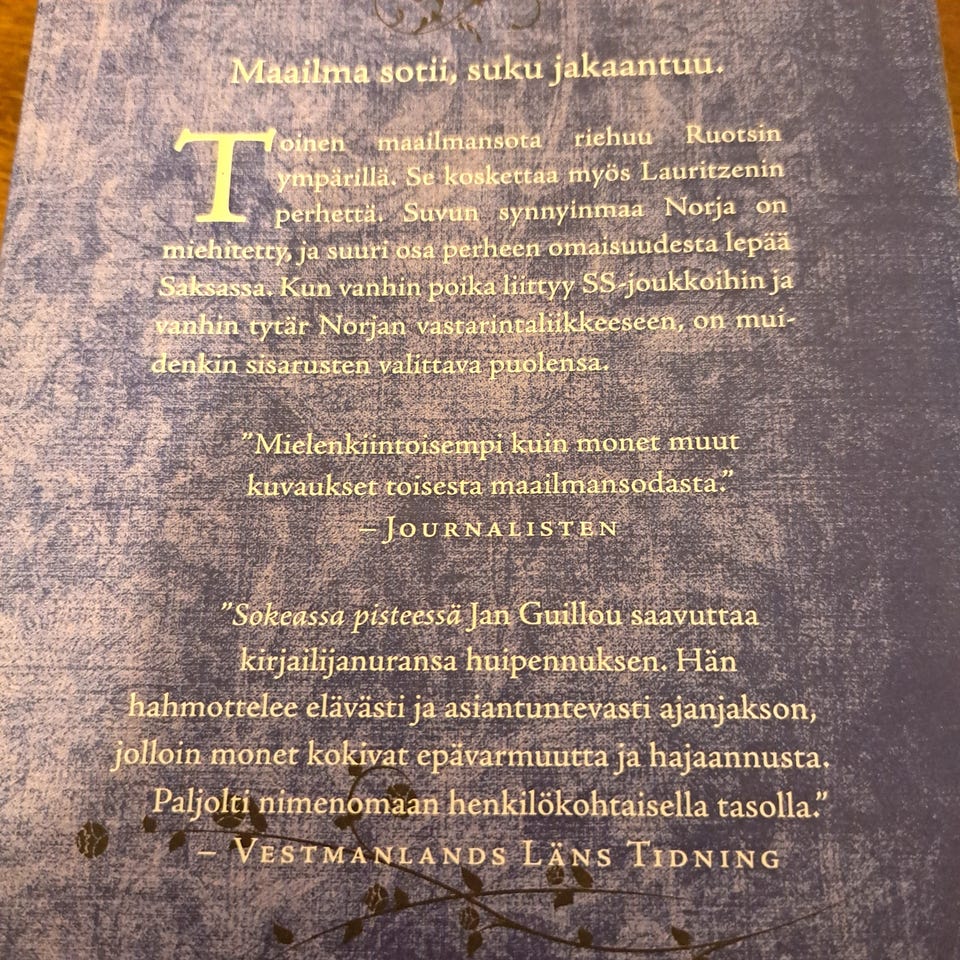 Maailma sotii, suku jakaantuu.
Toinen maailmansota riehuu Ruotsin
ympärillä. Se koskettaa myös Lauritzenin
perhettä. Suvun synnyinmaa Norja on
miehitetty, ja suuri osa perheen omaisuudesta lepää
Saksassa. Kun vanhin poika liittyy SS-joukkoihin ja
vanhin tytär Norjan vastarintaliikkeeseen, on mui-
denkin sisarusten valittava puolensa.
”Mielenkiintoisempi kuin monet muut
kuvaukset toisesta maailmansodasta.”
– JOURNALISTEN
”Sokeassa pisteessä Jan Guillou saavuttaa
kirjailijanuransa huipennuksen. Hän
hahmottelee elävästi ja asiantuntevasti ajanjakson,
jolloin monet kokivat epävarmuutta ja hajaannusta.
Paljolti nimenomaan henkilökohtaisella tasolla.”
– VESTMANLANDS LÄNS TIDNING